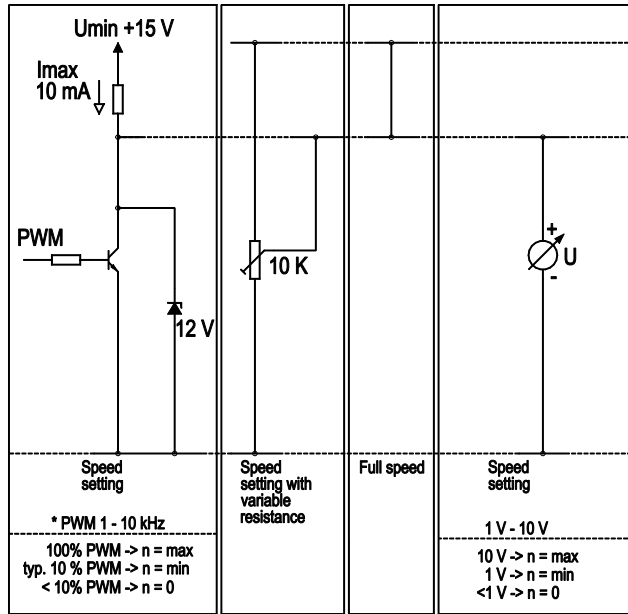 Umin +15 V
Imax
10 mA
PWM
12 V
10 K
+
U
-
Speed
setting
* PWM 1 - 10 kHz
100% PWM -> n = max
typ. 10 % PWM -> n = min
< 10% PWM -> n = 0
Speed
setting with
variable
resistance
Full speed
Speed
setting
1 V - 10 V
10 V -> n = max
1 V -> n = min
<1 V -> n = 0